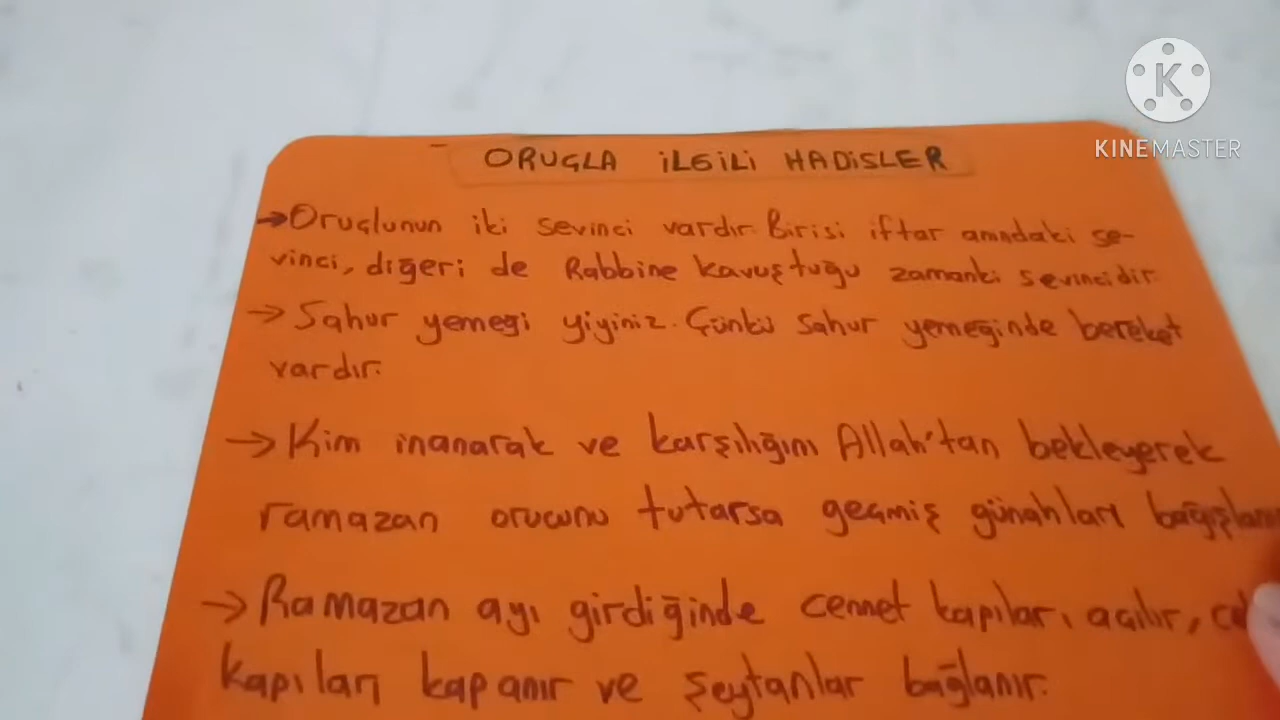 KINEMASTER
ORUÇLA İLGİLİ HADİSLER
→Oruçlunun iki sevinci vardır. Birisi iftar anındaki se-
vinci, diğeri de Rabbine kavuştuğu zamanki sevincidir.
→ Sahur yemeği yiyiniz. Çünkü sahur yemeğinde bereket
vardır.
→ Kim inanarak ve karşılığını Allah'tan bekleyerek
ramazan orucunu tutarsa geçmiş günahları
→ Ramazan ayı girdiğinde cennet kapıları açılır,
kapıları kapanır ve şeytanlar bağlanır.